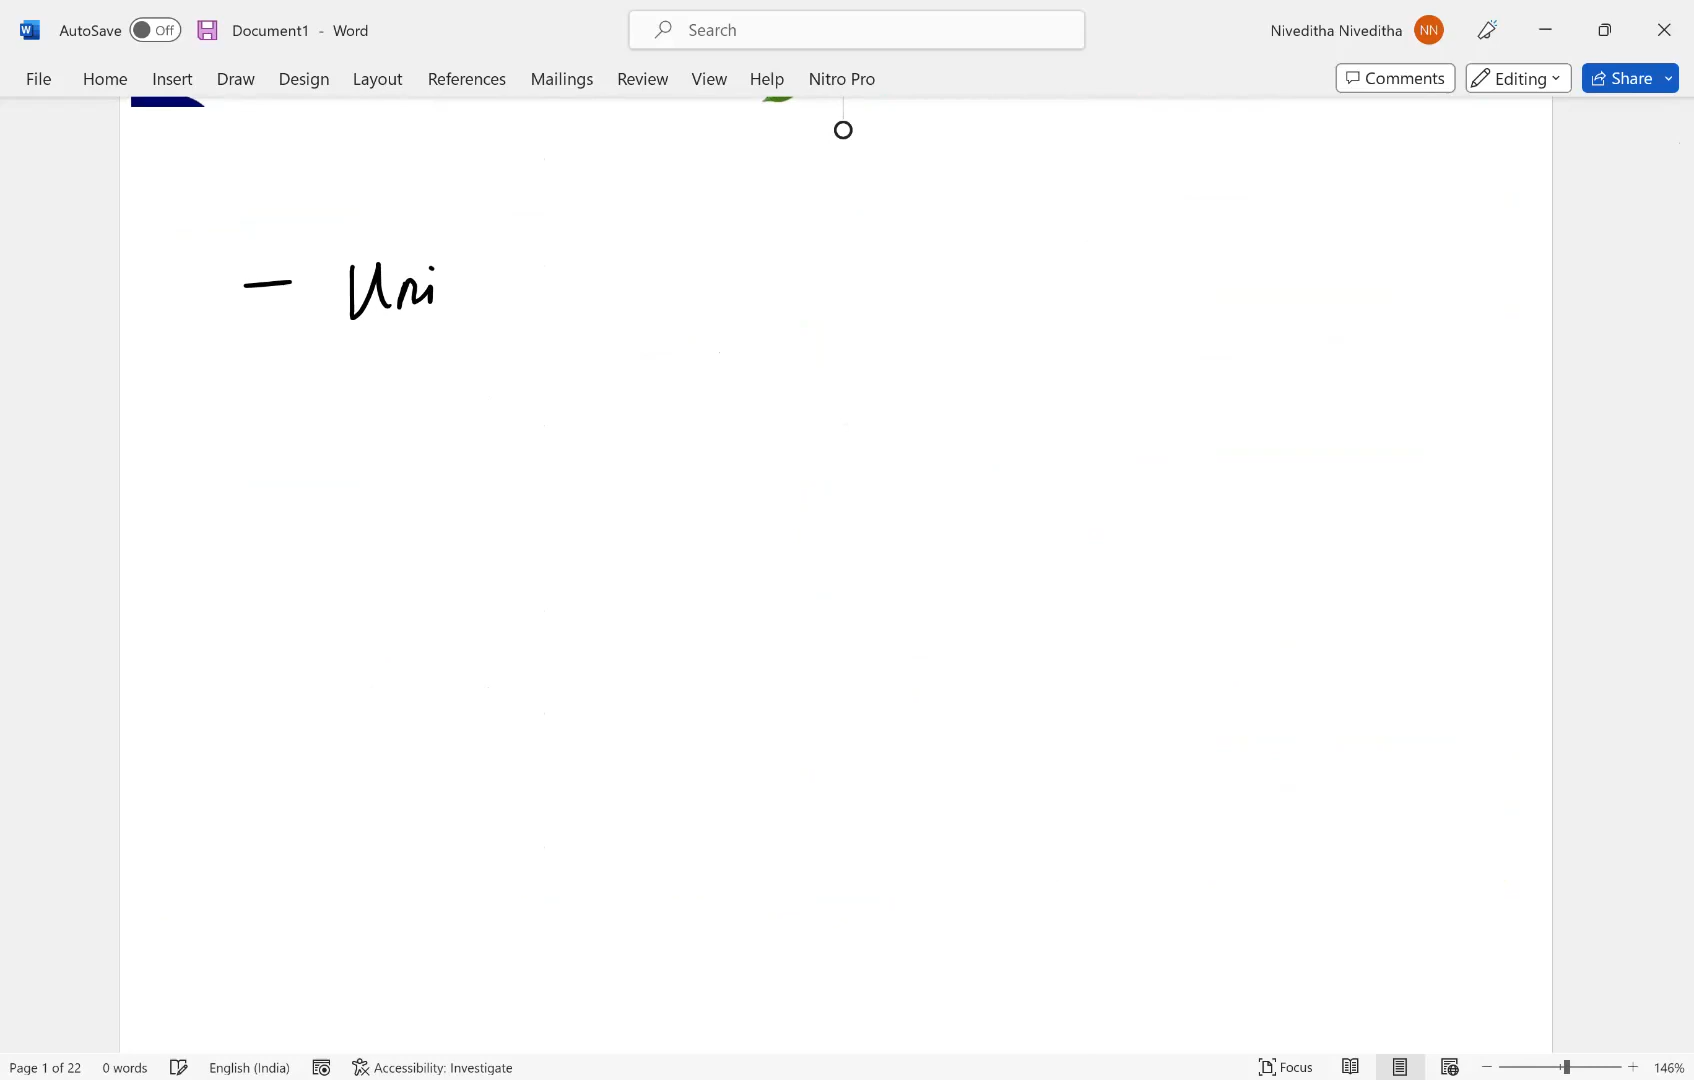 AutoSave Off Document1 - Word Search Niveditha Niveditha NN
File Home Insert Draw Design Layout References Mailings Review View Help Nitro Pro Comments Editing Share
— Uni
Page 1 of 22 0 words English (India) Accessibility: Investigate Focus 146%